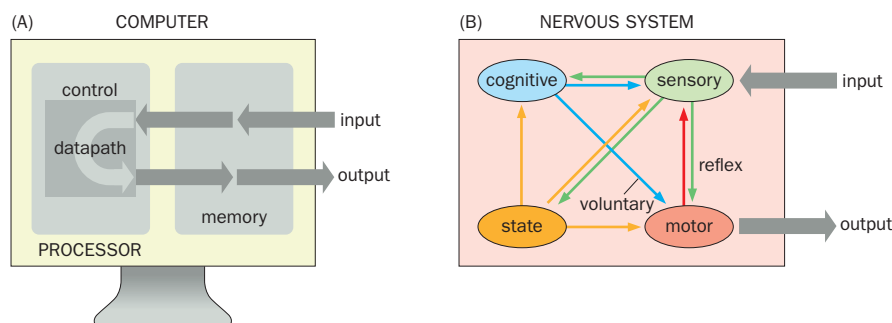 (A) COMPUTER
control
datapath
input
output
memory
PROCESSOR
(B) NERVOUS SYSTEM
cognitive
sensory
input
reflex
voluntary
state
motor
output